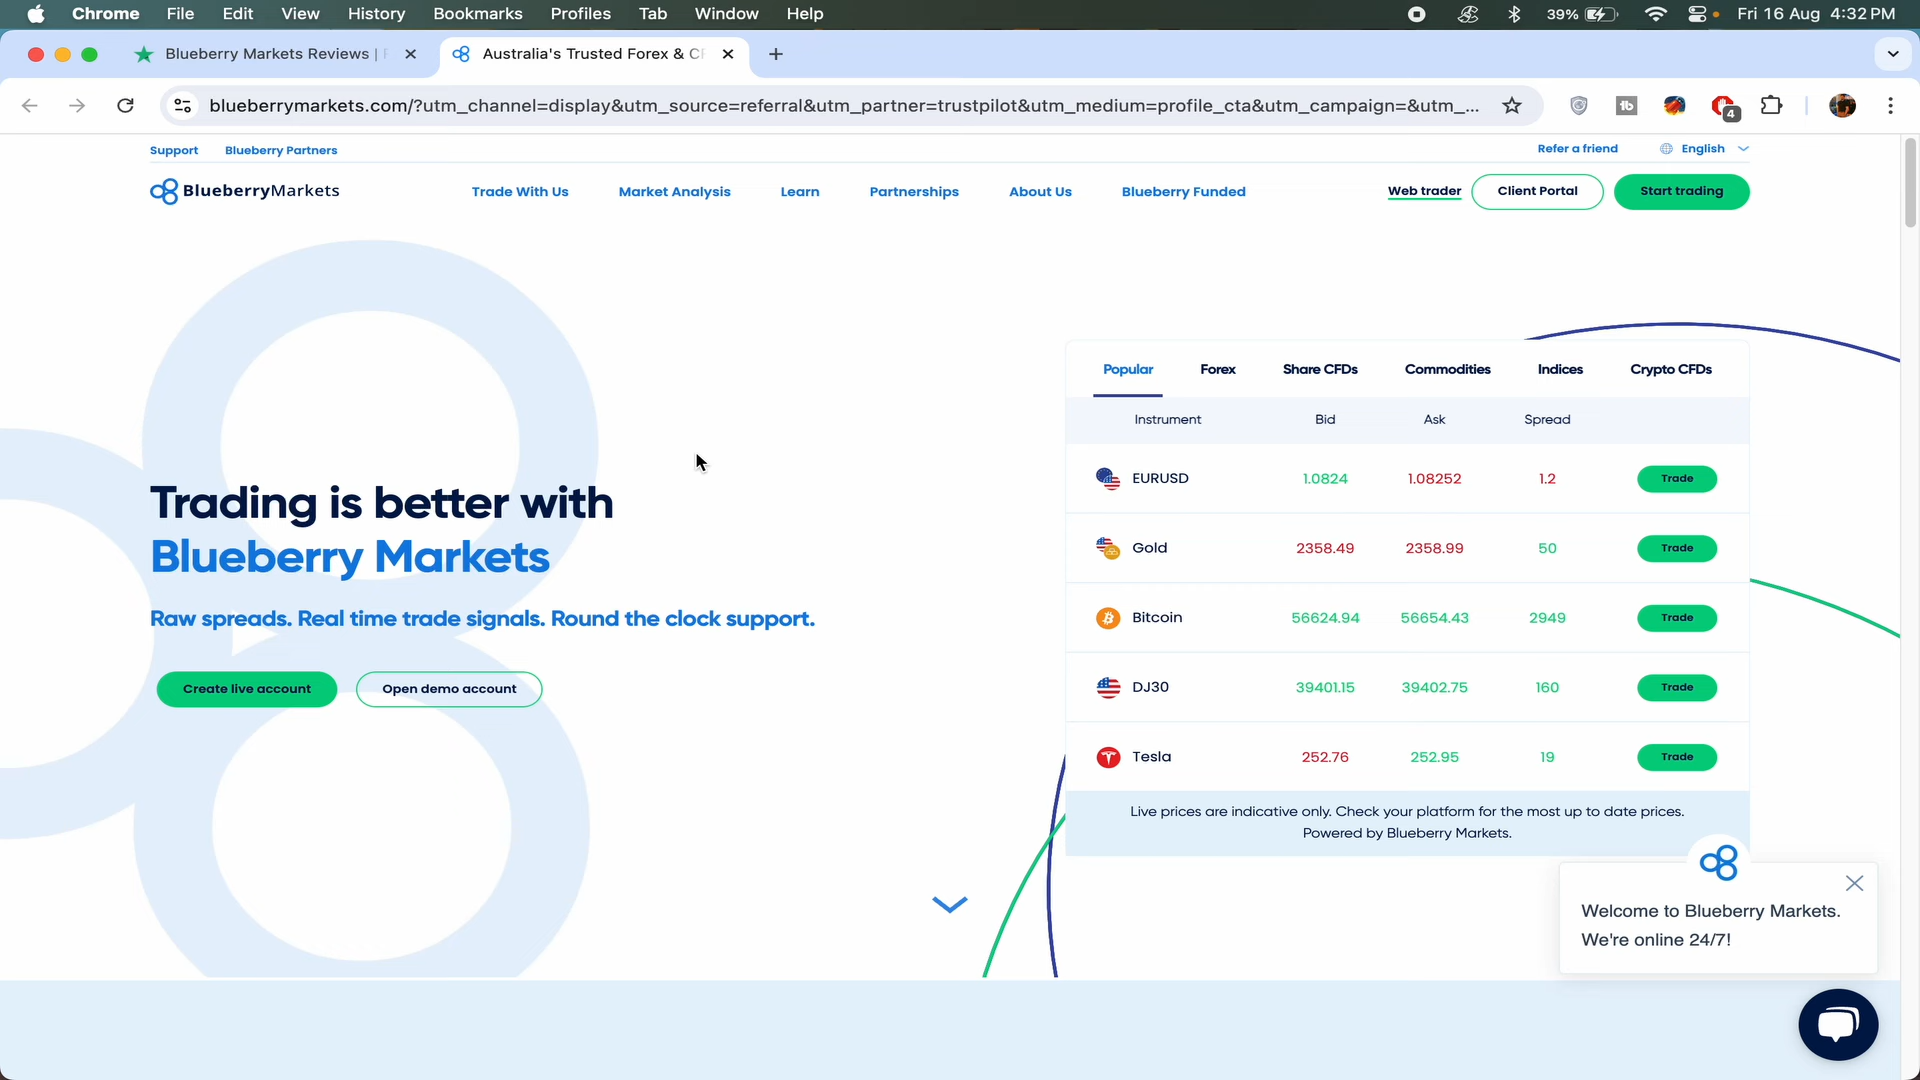 Chrome File Edit View History Bookmarks Profiles Tab Window Help 39% Fri 16 Aug 4:32 PM
Blueberry Markets Reviews | Australia's Trusted Forex &
blueberrymarkets.com/?utm_channel=display&utm_source=referral&utm_partner=trustpilot&utm_medium=profile_cta&utm_campaign=&utm_... tb 4
Support Blueberry Partners Refer a friend English
BlueberryMarkets Trade With Us Market Analysis Learn Partnerships About Us Blueberry Funded Web trader Client Portal Start trading
Trading is better with
Blueberry Markets
Raw spreads. Real time trade signals. Round the clock support.
Create live account Open demo account
Popular Forex Share CFDs Commodities Indices Crypto CFDs
Instrument Bid Ask Spread
EURUSD 1.0824 1.08252 1.2 Trade
Gold 2358.49 2358.99 50 Trade
Bitcoin 56624.94 56654.43 2949 Trade
DJ30 39401.15 39402.75 160 Trade
Tesla 252.76 252.95 19 Trade
Live prices are indicative only. Check your platform for the most up to date prices.
Powered by Blueberry Markets.
Welcome to Blueberry Markets.
We're online 24/7!